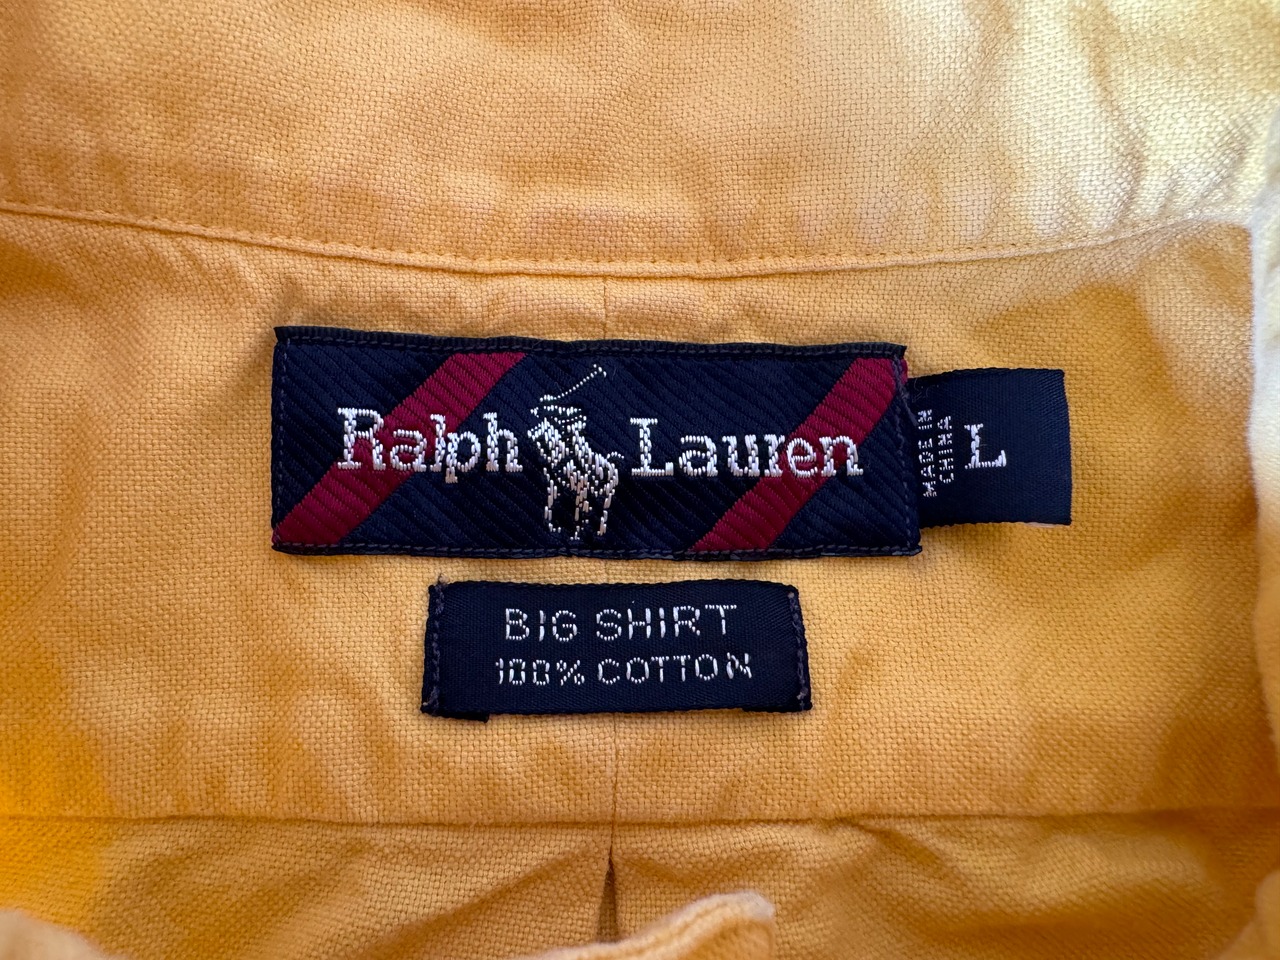 Ralph Lauren
MADE IN
CHINA
L
BIG SHIRT
100% COTTON